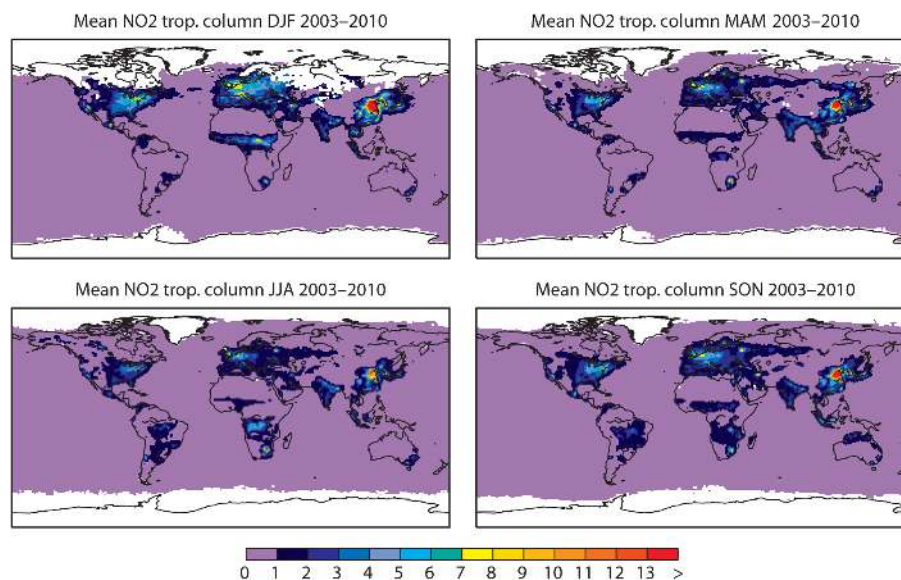 Mean NO2 trop. column DJF 2003–2010
Mean NO2 trop. column MAM 2003–2010
Mean NO2 trop. column JJA 2003–2010
Mean NO2 trop. column SON 2003–2010
0 1 2 3 4 5 6 7 8 9 10 11 12 13 >